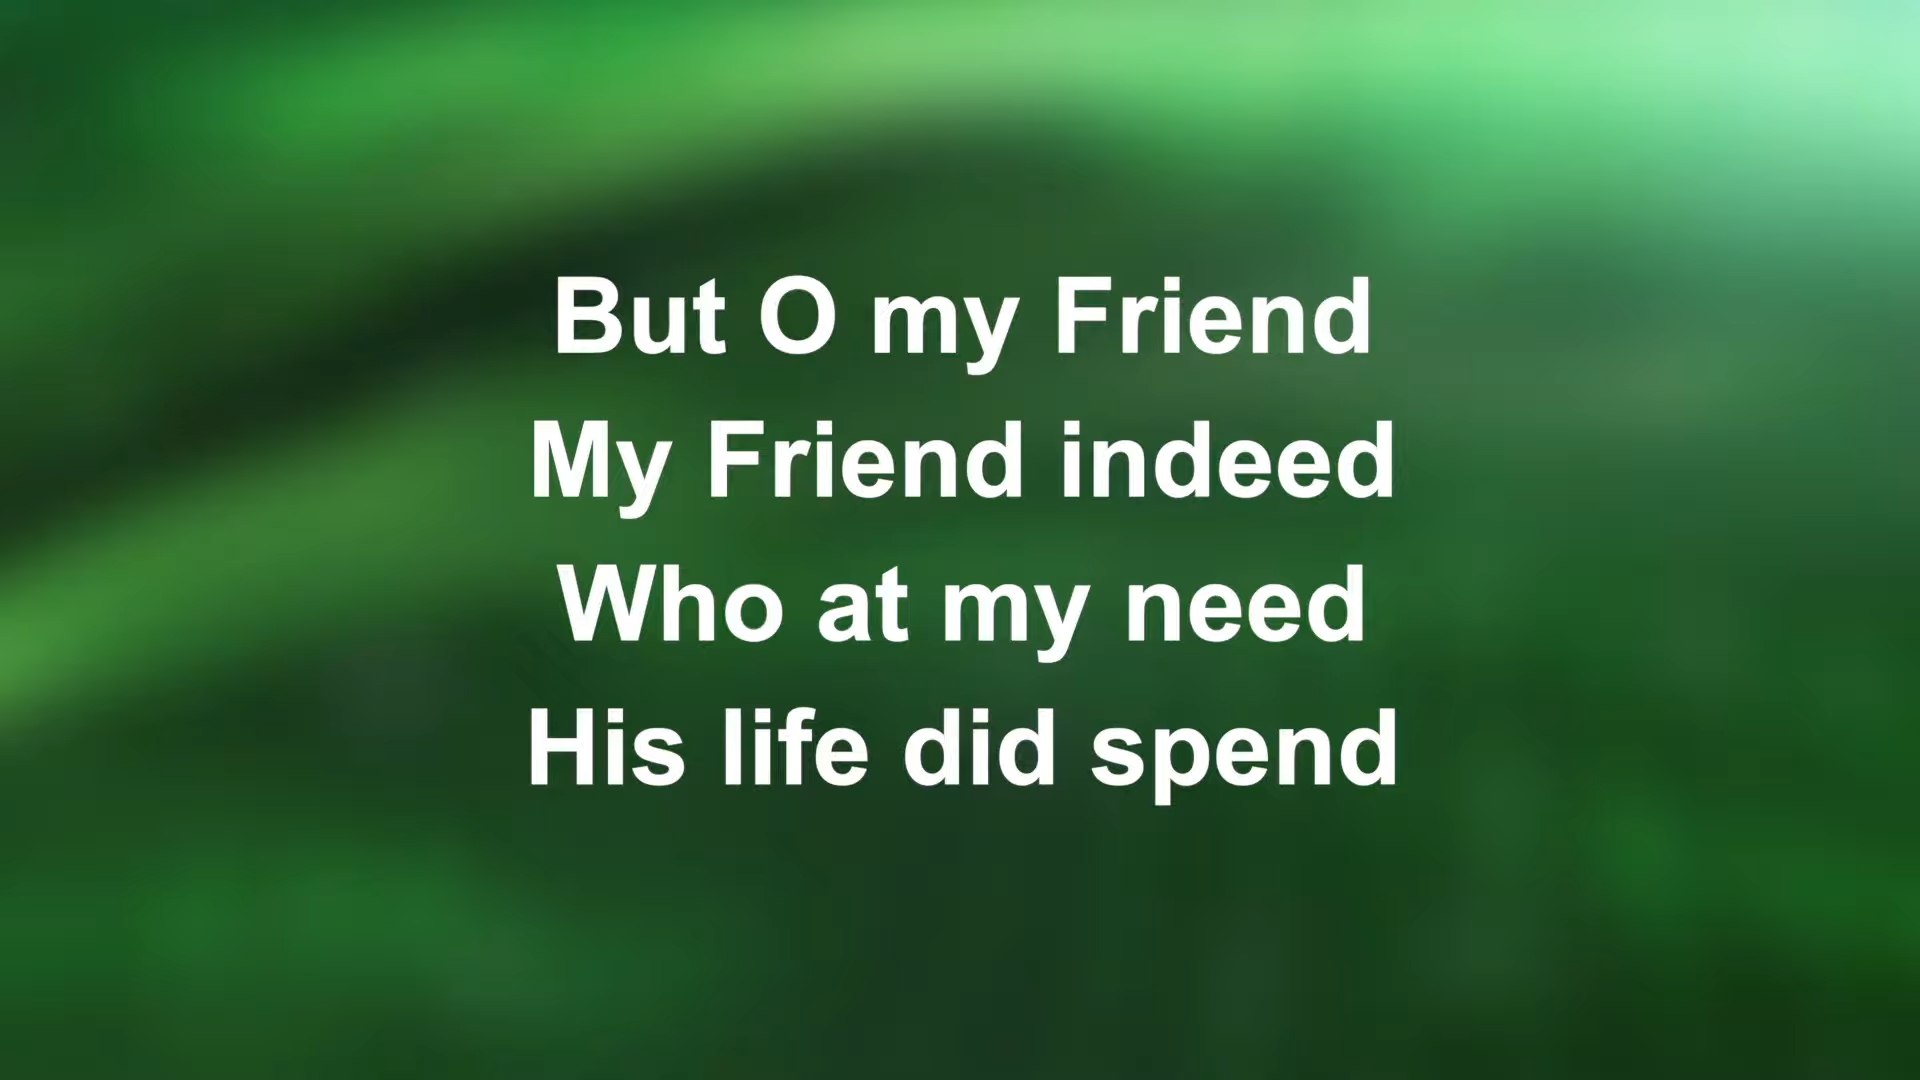 But O my Friend
My Friend indeed
Who at my need
His life did spend